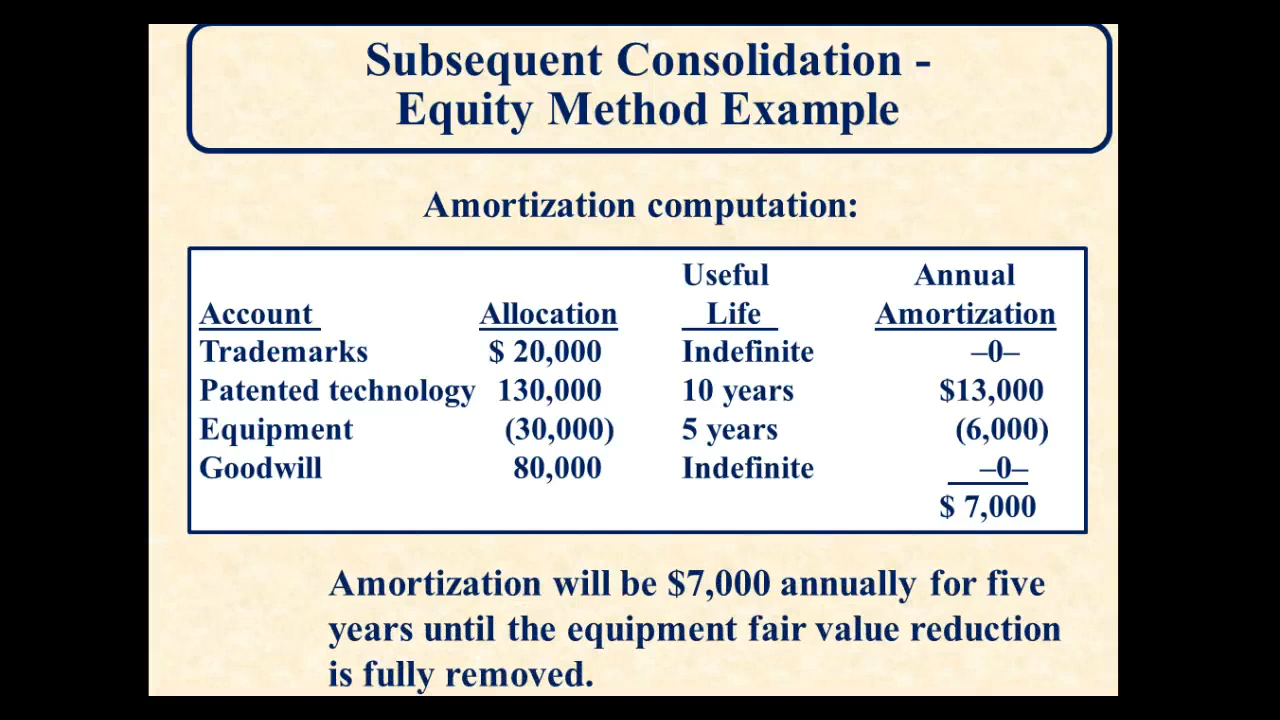 Subsequent Consolidation -
Equity Method Example
Amortization computation:
Useful Annual
Account Allocation Life Amortization
Trademarks $ 20,000 Indefinite –0–
Patented technology 130,000 10 years $13,000
Equipment (30,000) 5 years (6,000)
Goodwill 80,000 Indefinite –0–
$ 7,000
Amortization will be $7,000 annually for five
years until the equipment fair value reduction
is fully removed.